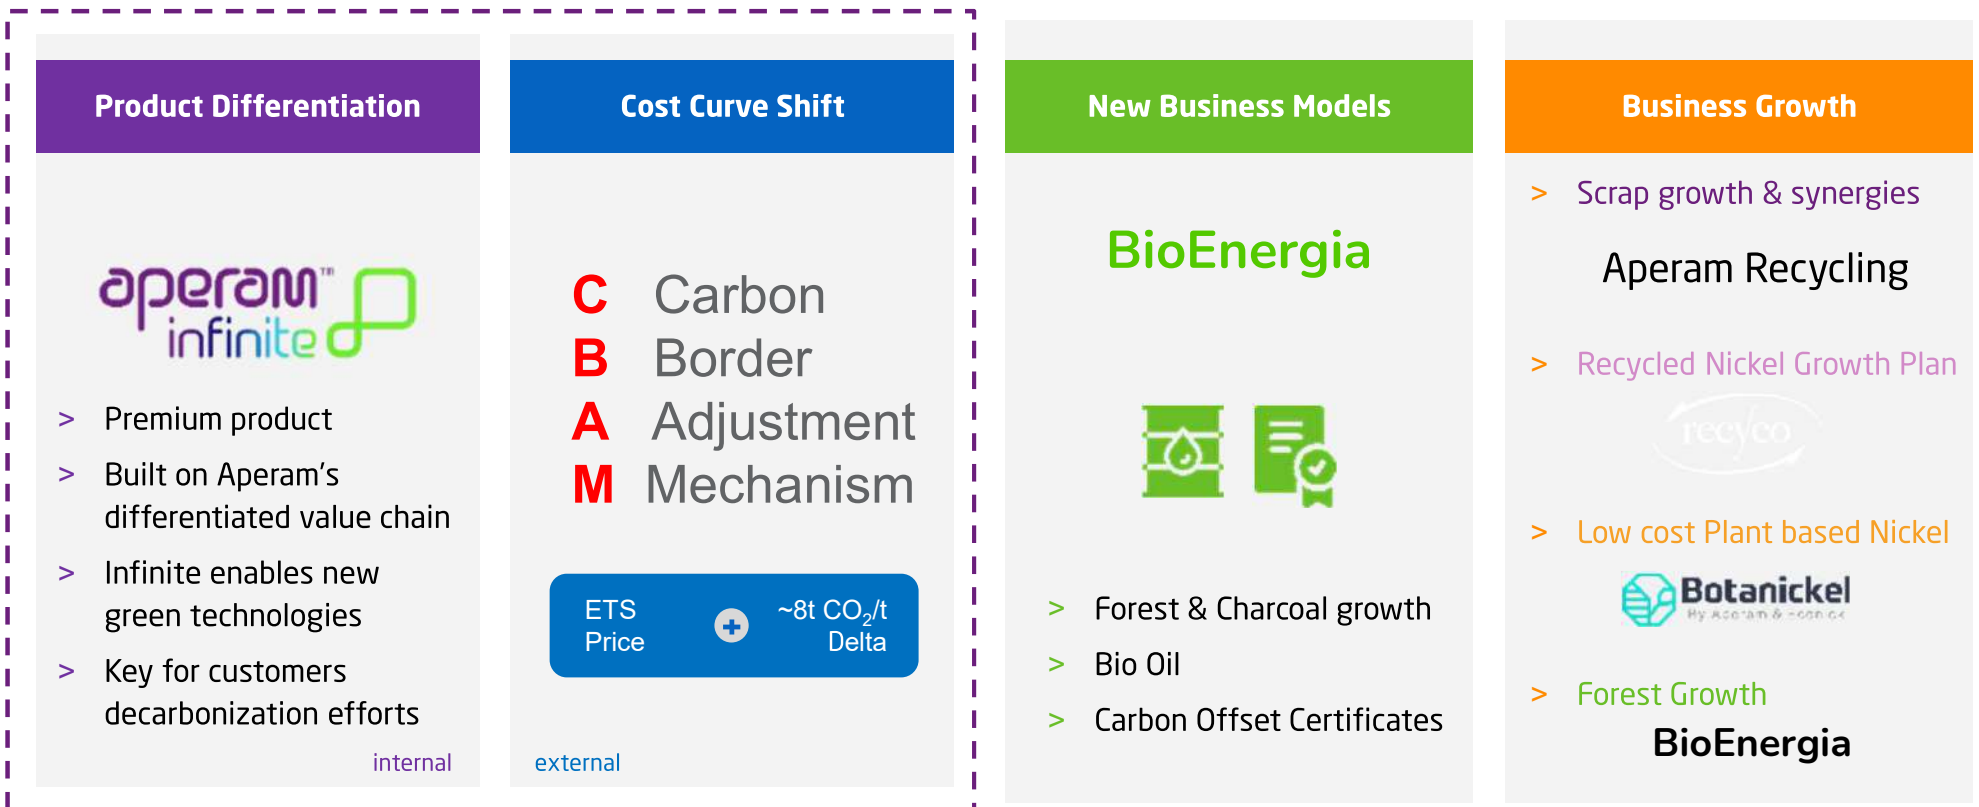 Product Differentiation
aperam™
infinite
> Premium product
> Built on Aperam's
differentiated value chain
> Infinite enables new
green technologies
> Key for customers
decarbonization efforts
internal
Cost Curve Shift
C Carbon
B Border
A Adjustment
M Mechanism
ETS
Price
+
~8t CO₂/t
Delta
external
New Business Models
BioEnergia
> Forest & Charcoal growth
> Bio Oil
> Carbon Offset Certificates
Business Growth
> Scrap growth & synergies
Aperam Recycling
> Recycled Nickel Growth Plan
recyco
> Low cost Plant based Nickel
Botanickel
By Aperam &
> Forest Growth
BioEnergia